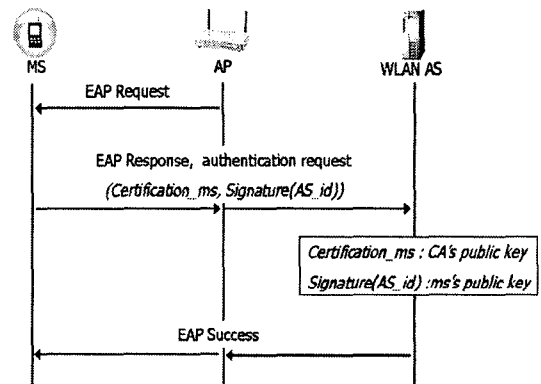 MS AP WLAN AS
EAP Request
EAP Response, authentication request
(Certification_ms, Signature(AS_id))
Certification_ms : CA's public key
Signature(AS_id) :ms's public key
EAP Success